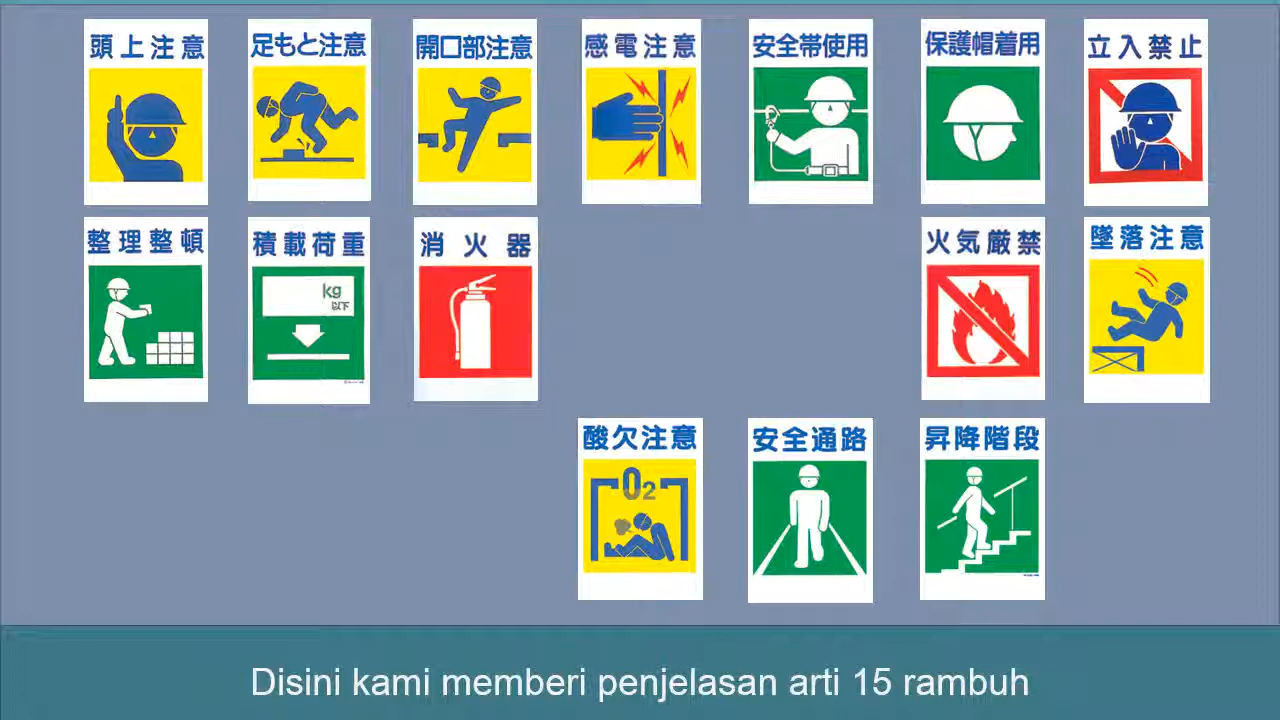 頭上注意
足もと注意
開口部注意
感電注意
安全帯使用
保護帽着用
立入禁止
整理整頓
積載荷重
kg
以下
消火器
火気厳禁
墜落注意
酸欠注意
O2
安全通路
昇降階段
Disini kami memberi penjelasan arti 15 rambuh